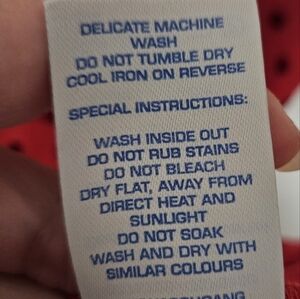 DELICATE MACHINE
WASH
DO NOT TUMBLE DRY
COOL IRON ON REVERSE
SPECIAL INSTRUCTIONS:
WASH INSIDE OUT
DO NOT RUB STAINS
DO NOT BLEACH
DRY FLAT, AWAY FROM
DIRECT HEAT AND
SUNLIGHT
DO NOT SOAK
WASH AND DRY WITH
SIMILAR COLOURS